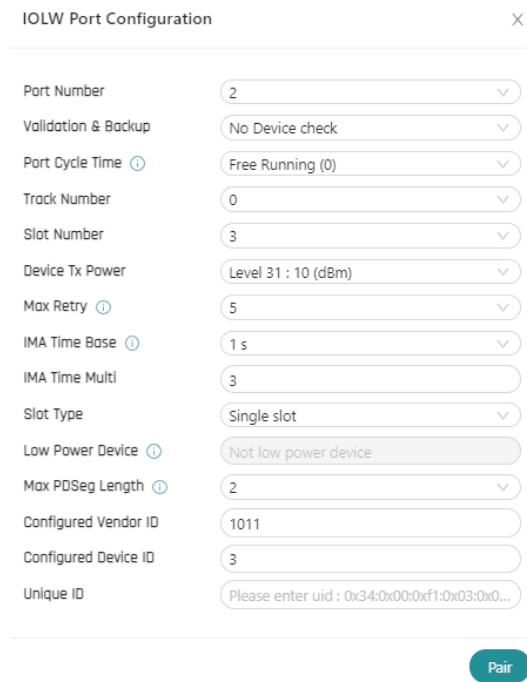 IOLW Port Configuration
Port Number 2
Validation & Backup No Device check
Port Cycle Time Free Running (0)
Track Number 0
Slot Number 3
Device Tx Power Level 31 : 10 (dBm)
Max Retry 5
IMA Time Base 1 s
IMA Time Multi 3
Slot Type Single slot
Low Power Device Not low power device
Max PDSeg Length 2
Configured Vendor ID 1011
Configured Device ID 3
Unique ID Please enter uid : 0x34:0x00:0xf1:0x03:0x0...
Pair